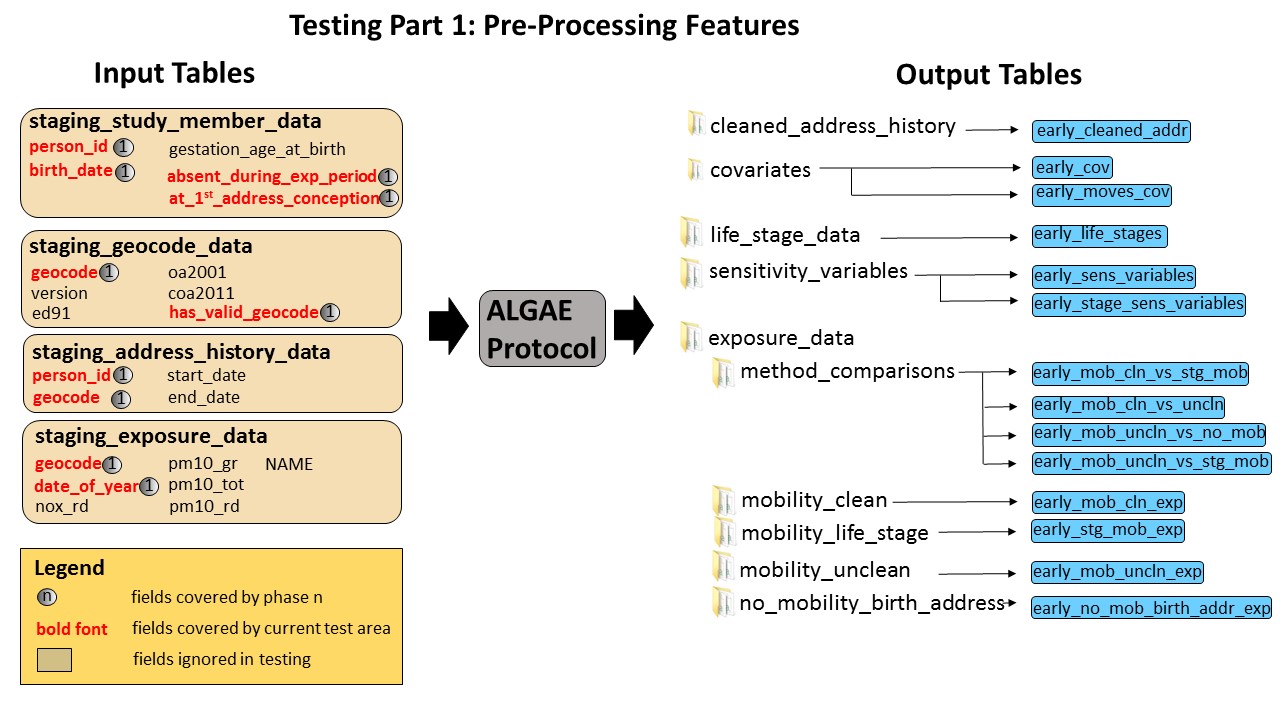 Testing Part 1: Pre-Processing Features
Input Tables
staging_study_member_data
person_id 1 gestation_age_at_birth
birth_date 1 absent_during_exp_period 1
at_1st_address_conception 1
staging_geocode_data
geocode 1 oa2001
version coa2011
ed91 has_valid_geocode 1
staging_address_history_data
person_id 1 start_date
geocode 1 end_date
staging_exposure_data
geocode 1 pm10_gr NAME
date_of_year 1 pm10_tot
nox_rd pm10_rd
Legend
n fields covered by phase n
bold font fields covered by current test area
fields ignored in testing
ALGAE
Protocol
Output Tables
cleaned_address_history early_cleaned_addr
covariates early_cov
early_moves_cov
life_stage_data early_life_stages
sensitivity_variables early_sens_variables
early_stage_sens_variables
exposure_data
method_comparisons early_mob_cln_vs_stg_mob
early_mob_cln_vs_uncln
early_mob_uncln_vs_no_mob
early_mob_uncln_vs_stg_mob
mobility_clean early_mob_cln_exp
mobility_life_stage early_stg_mob_exp
mobility_unclean early_mob_uncln_exp
no_mobility_birth_address early_no_mob_birth_addr_exp